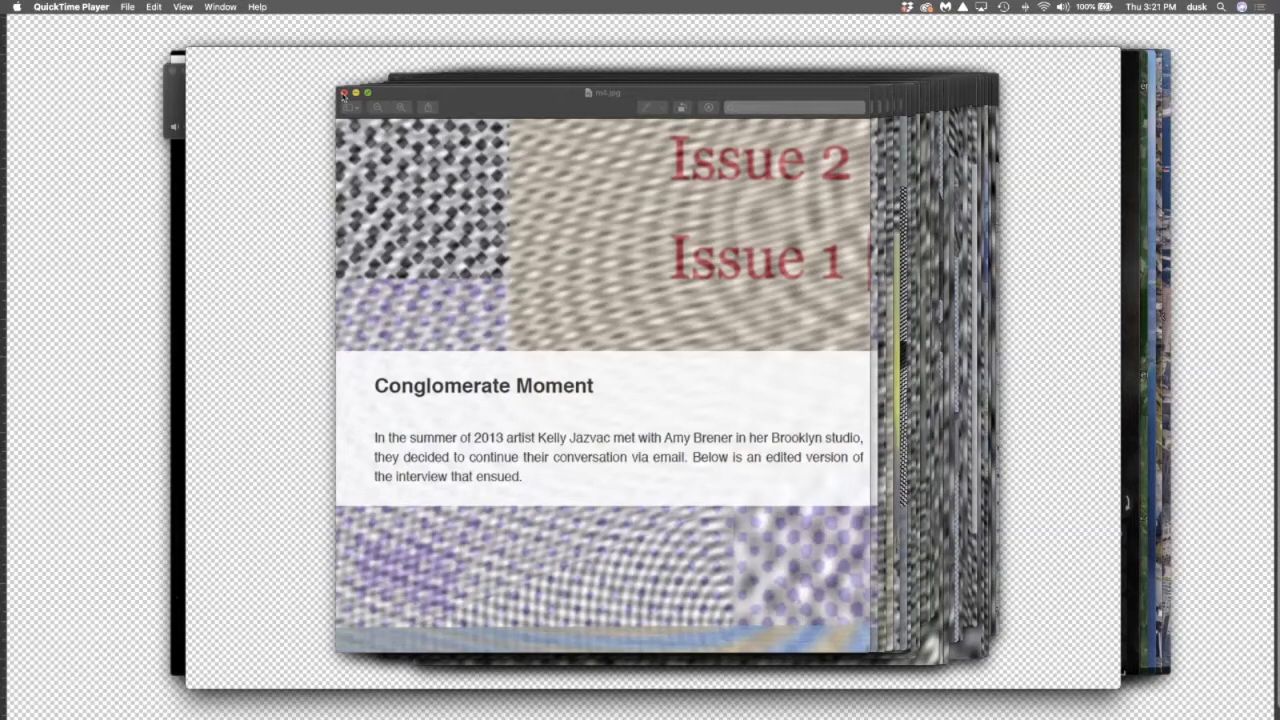 QuickTime Player File Edit View Window Help 100% Thu 3:21 PM dusk
m4.jpg
Issue 2
Issue 1
Conglomerate Moment
In the summer of 2013 artist Kelly Jazvac met with Amy Brener in her Brooklyn studio,
they decided to continue their conversation via email. Below is an edited version of
the interview that ensued.